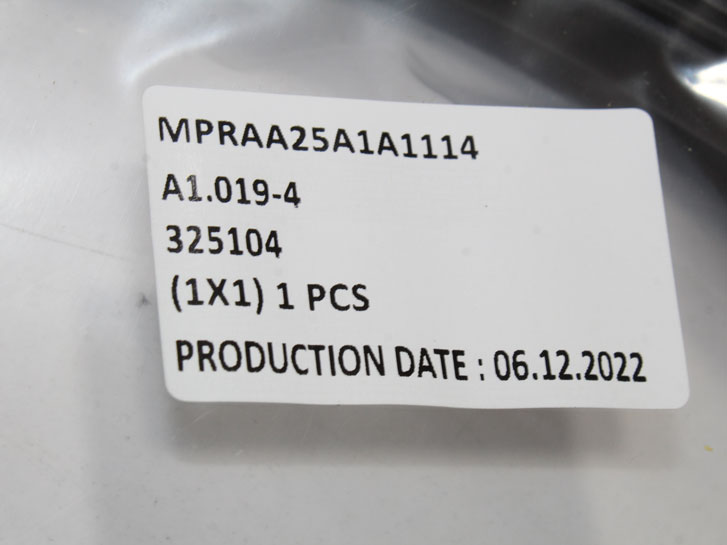 MPRAA25A1A1114
A1.019-4
325104
(1X1) 1 PCS
PRODUCTION DATE : 06.12.2022